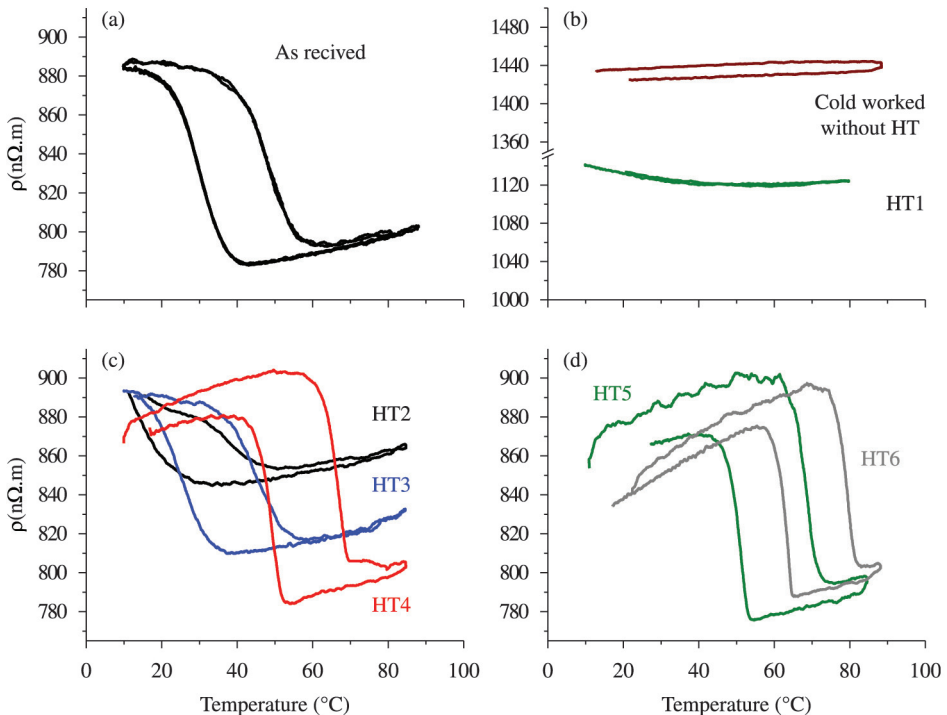 (a)
As recived
900
880
860
840
820
800
780
ρ(nΩ.m)
(b)
1480
1440
1400
1360
1120
1080
1040
1000
ρ(nΩ.m)
Cold worked
without HT
HT1
(c)
900
880
860
840
820
800
780
ρ(nΩ.m)
HT2
HT3
HT4
0 20 40 60 80 100
Temperature (°C)
(d)
900
880
860
840
820
800
780
ρ(nΩ.m)
HT5
HT6
0 20 40 60 80 100
Temperature (°C)